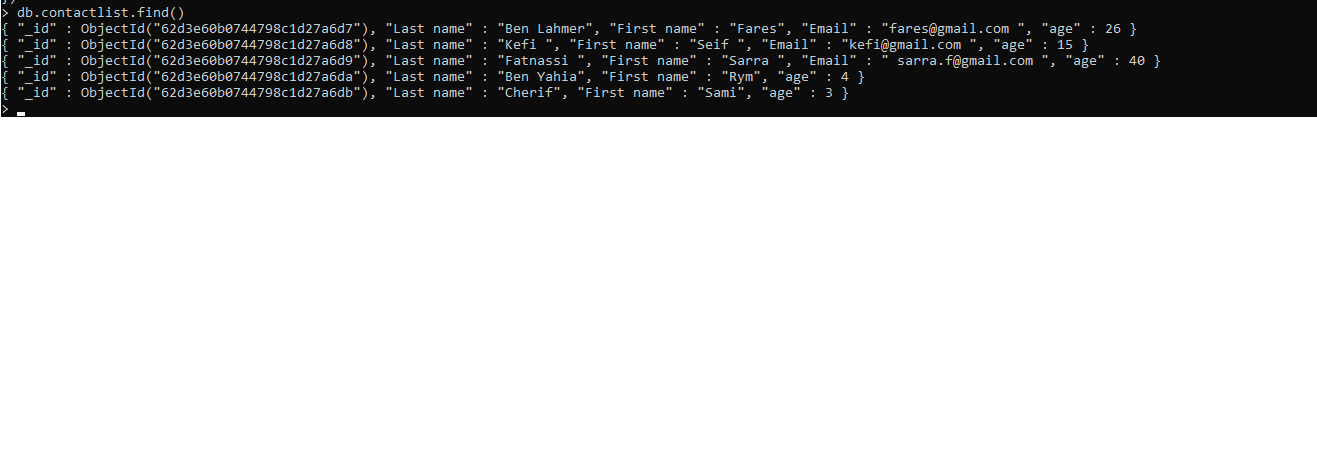 > db.contactlist.find()
{ "_id" : ObjectId("62d3e60b0744798c1d27a6d7"), "Last name" : "Ben Lahmer", "First name" : "Fares", "Email" : "fares@gmail.com ", "age" : 26 }
{ "_id" : ObjectId("62d3e60b0744798c1d27a6d8"), "Last name" : "Kefi ", "First name" : "Seif ", "Email" : "kefi@gmail.com ", "age" : 15 }
{ "_id" : ObjectId("62d3e60b0744798c1d27a6d9"), "Last name" : "Fatnassi ", "First name" : "Sarra ", "Email" : " sarra.f@gmail.com ", "age" : 40 }
{ "_id" : ObjectId("62d3e60b0744798c1d27a6da"), "Last name" : "Ben Yahia", "First name" : "Rym", "age" : 4 }
{ "_id" : ObjectId("62d3e60b0744798c1d27a6db"), "Last name" : "Cherif", "First name" : "Sami", "age" : 3 }
>